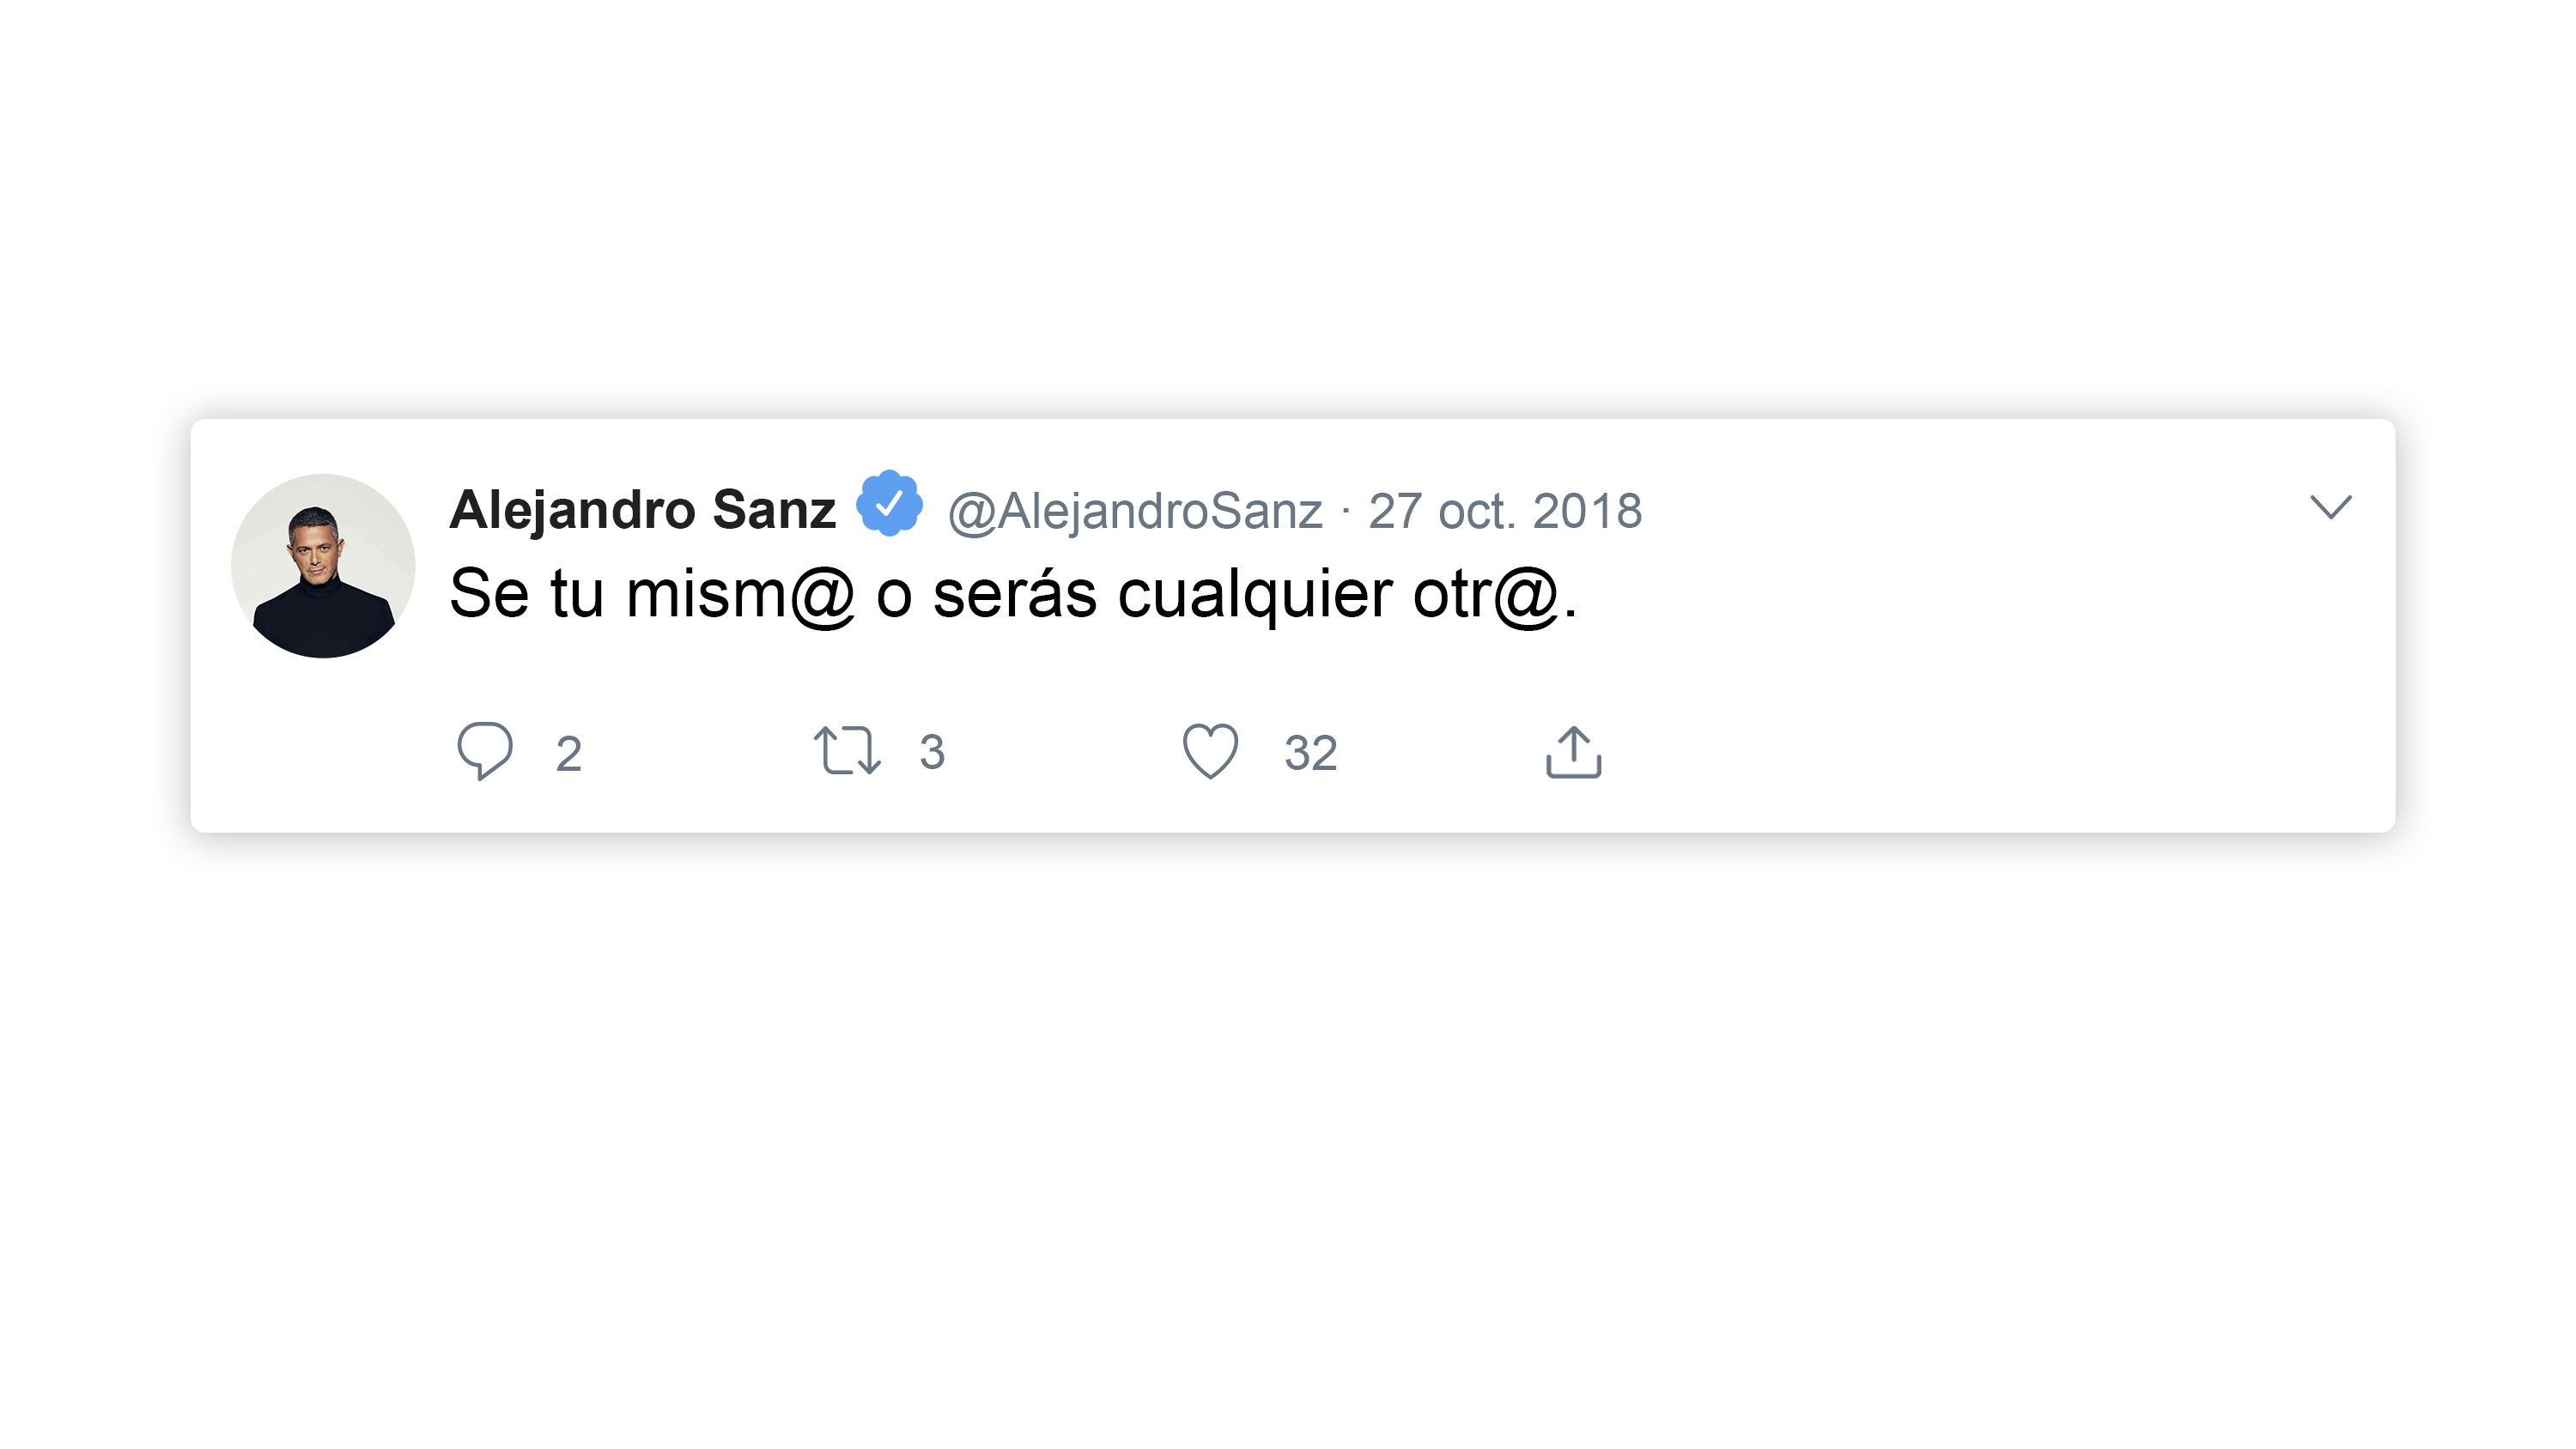 Alejandro Sanz @AlejandroSanz · 27 oct. 2018
Se tu mism@ o serás cualquier otr@.
2 3 32